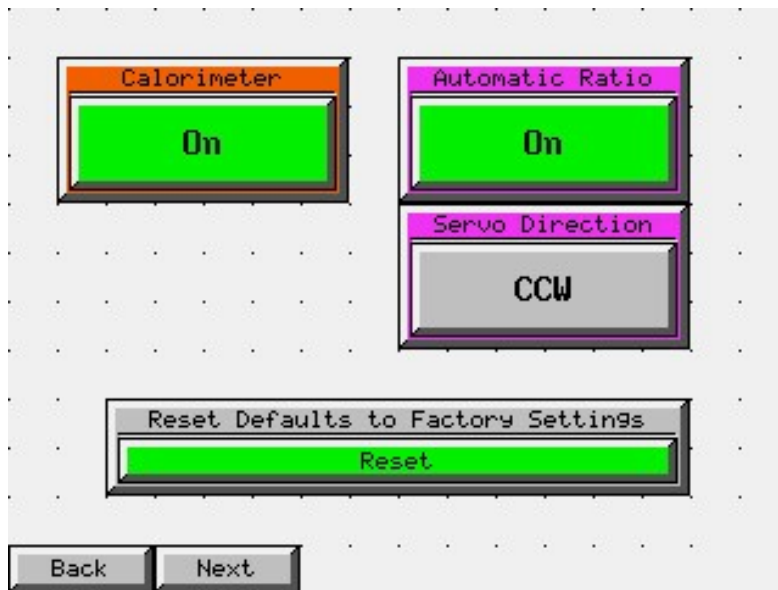 Calorimeter
On
Automatic Ratio
On
Servo Direction
CCW
Reset Defaults to Factory Settings
Reset
Back
Next